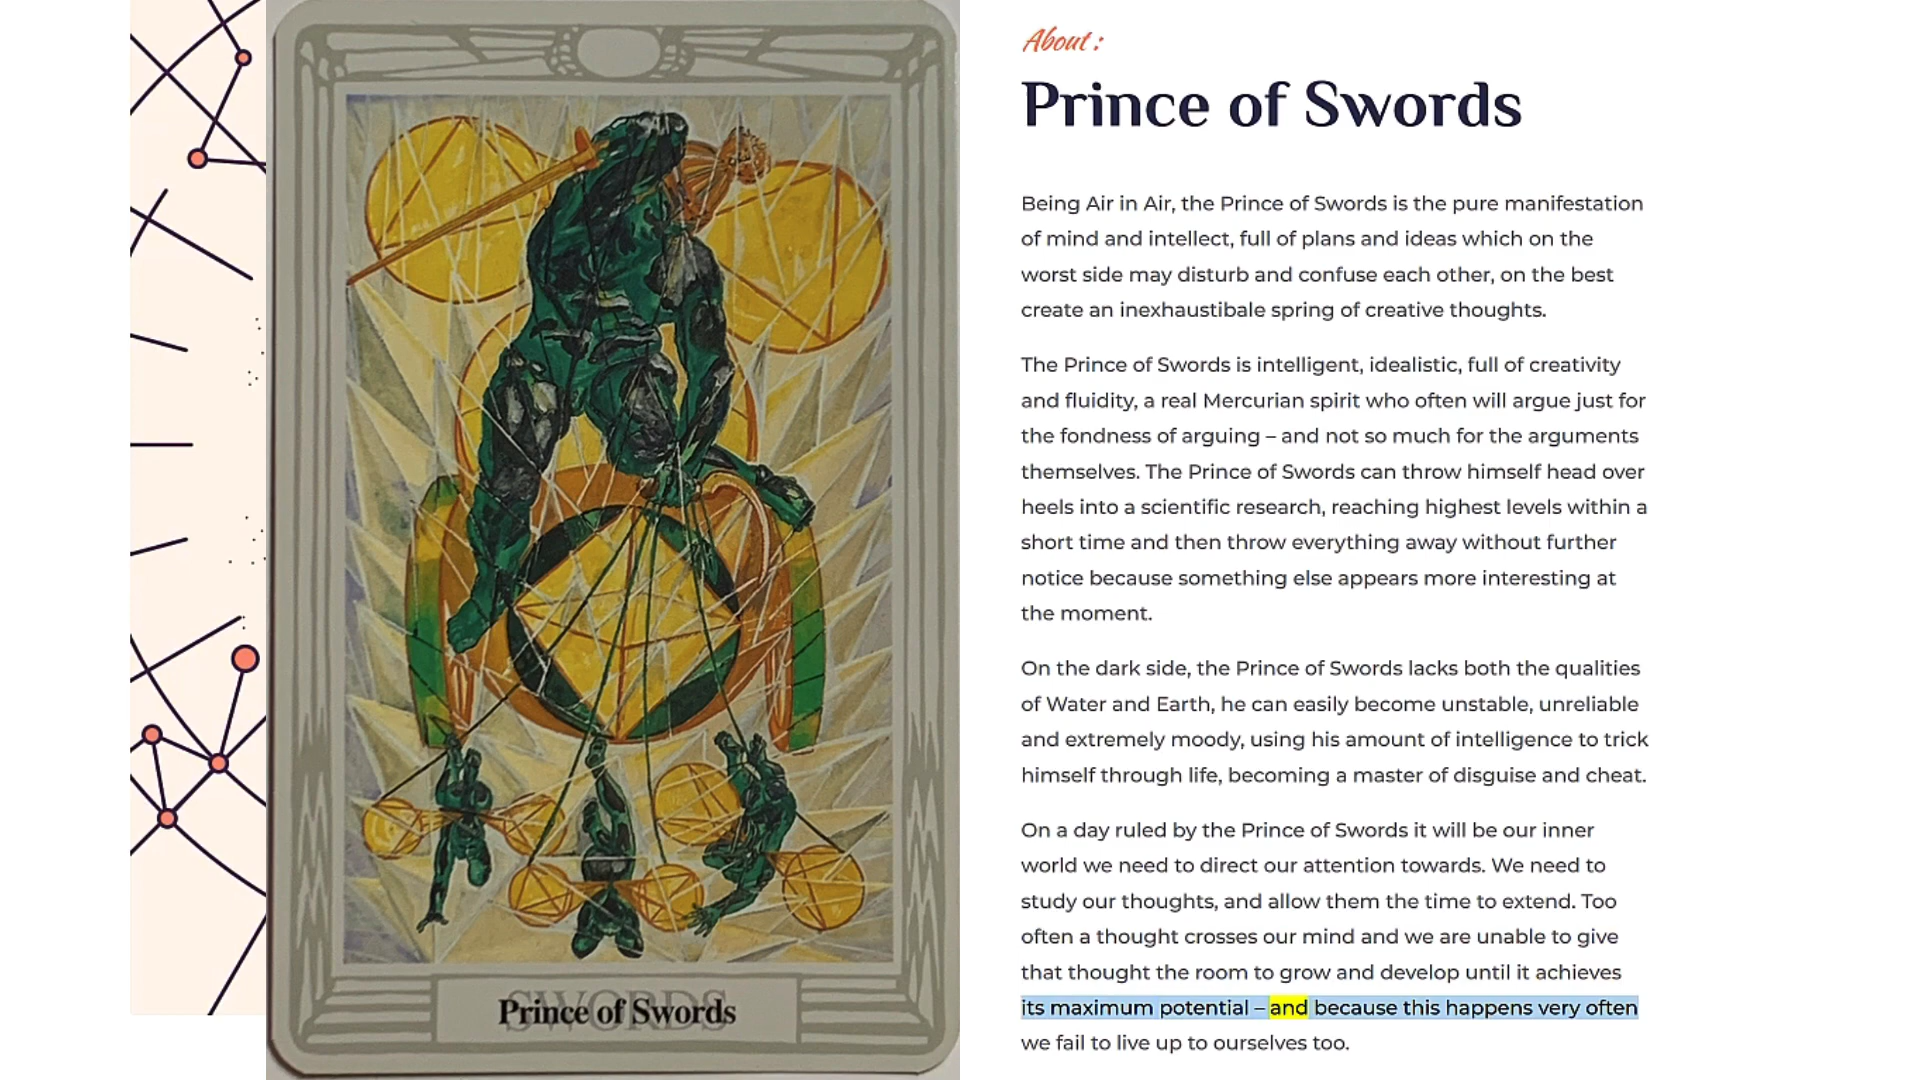 SWORDS
Prince of Swords
About :
Prince of Swords
Being Air in Air, the Prince of Swords is the pure manifestation
of mind and intellect, full of plans and ideas which on the
worst side may disturb and confuse each other, on the best
create an inexhaustibale spring of creative thoughts.
The Prince of Swords is intelligent, idealistic, full of creativity
and fluidity, a real Mercurian spirit who often will argue just for
the fondness of arguing – and not so much for the arguments
themselves. The Prince of Swords can throw himself head over
heels into a scientific research, reaching highest levels within a
short time and then throw everything away without further
notice because something else appears more interesting at
the moment.
On the dark side, the Prince of Swords lacks both the qualities
of Water and Earth, he can easily become unstable, unreliable
and extremely moody, using his amount of intelligence to trick
himself through life, becoming a master of disguise and cheat.
On a day ruled by the Prince of Swords it will be our inner
world we need to direct our attention towards. We need to
study our thoughts, and allow them the time to extend. Too
often a thought crosses our mind and we are unable to give
that thought the room to grow and develop until it achieves
its maximum potential – and because this happens very often
we fail to live up to ourselves too.